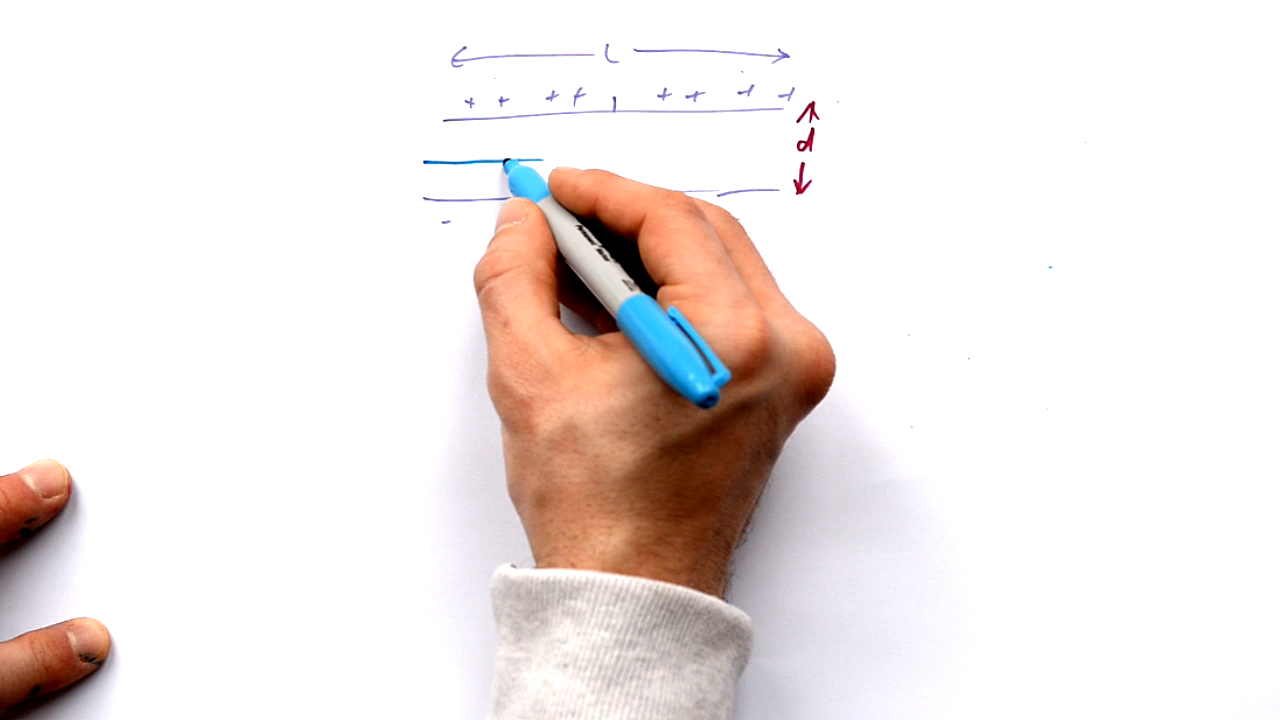 L
+ + + + + + + +
d
-